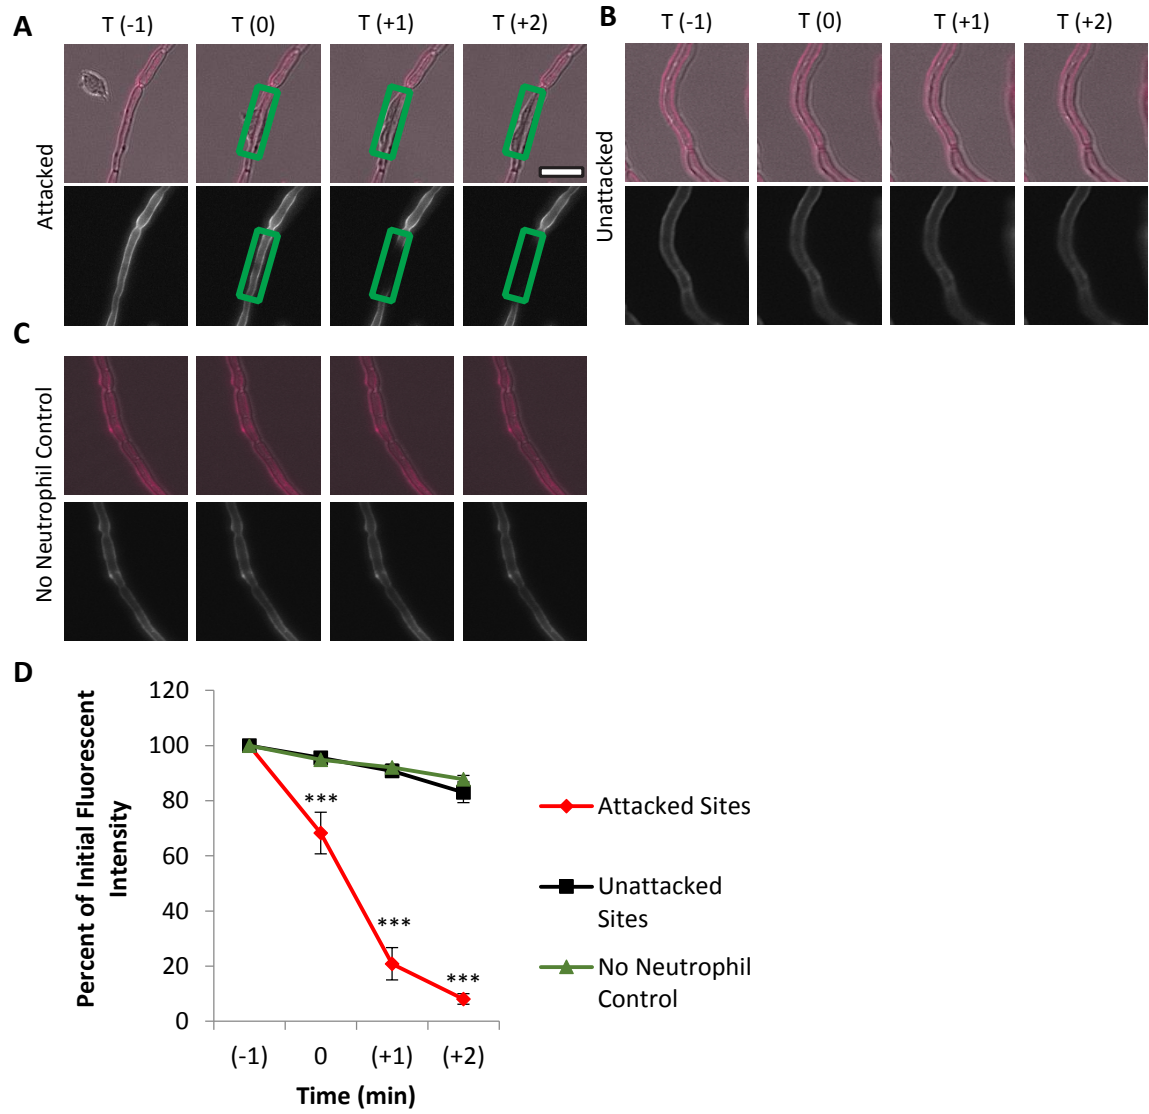 A
T (-1)
T (0)
T (+1)
T (+2)
Attacked
B
T (-1)
T (0)
T (+1)
T (+2)
Unattacked
C
No Neutrophil Control
D
Percent of Initial Fluorescent
Intensity
120
100
80
60
40
20
0
***
***
***
(-1)
0
(+1)
(+2)
Time (min)
Attacked Sites
Unattacked
Sites
No Neutrophil
Control